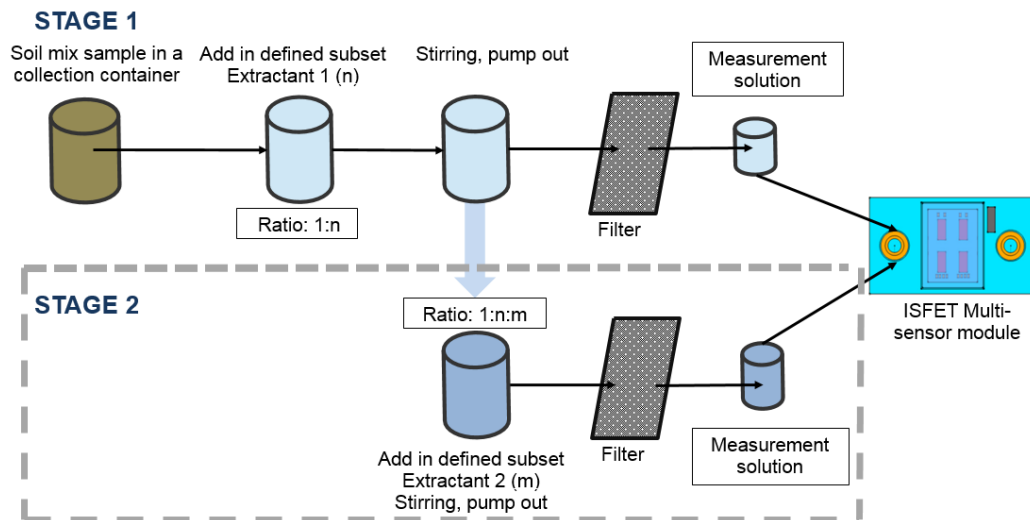 STAGE 1
Soil mix sample in a
collection container
Add in defined subset
Extractant 1 (n)
Stirring, pump out
Measurement
solution
Ratio: 1:n
Filter
ISFET Multi-
sensor module
STAGE 2
Ratio: 1:n:m
Add in defined subset
Extractant 2 (m)
Stirring, pump out
Filter
Measurement
solution